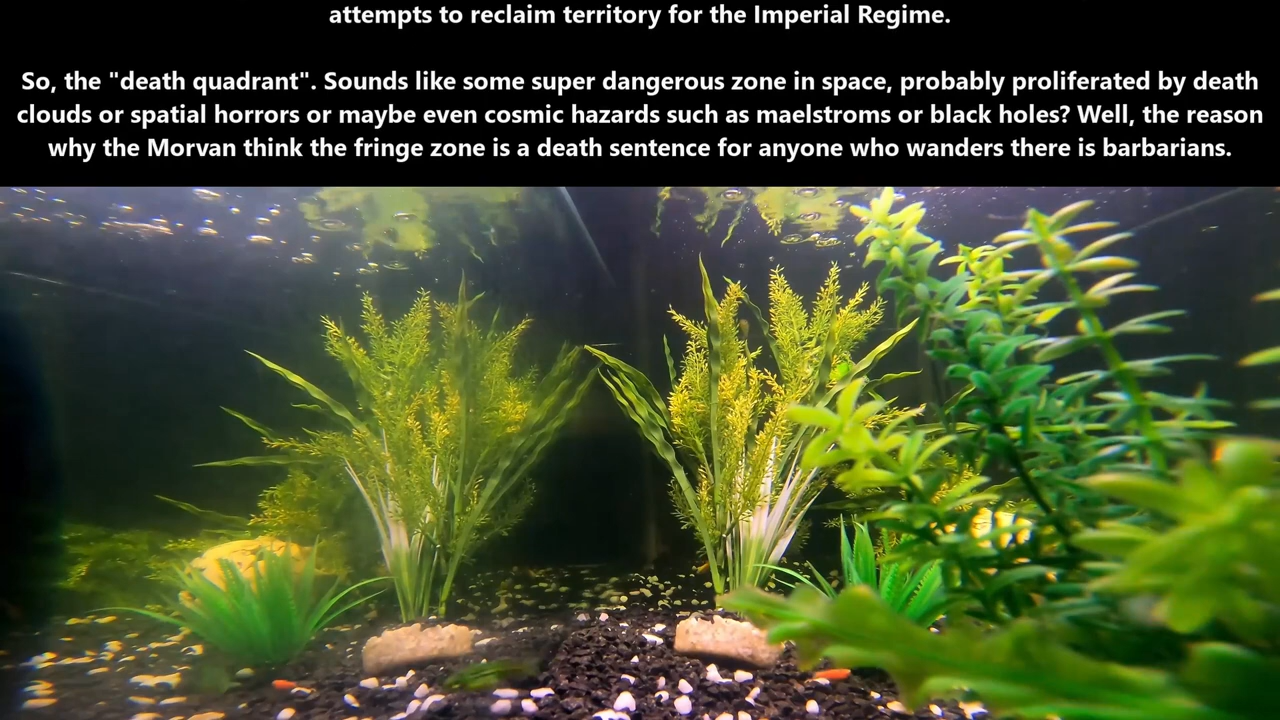 attempts to reclaim territory for the Imperial Regime.
So, the "death quadrant". Sounds like some super dangerous zone in space, probably proliferated by death
clouds or spatial horrors or maybe even cosmic hazards such as maelstroms or black holes? Well, the reason
why the Morvan think the fringe zone is a death sentence for anyone who wanders there is barbarians.